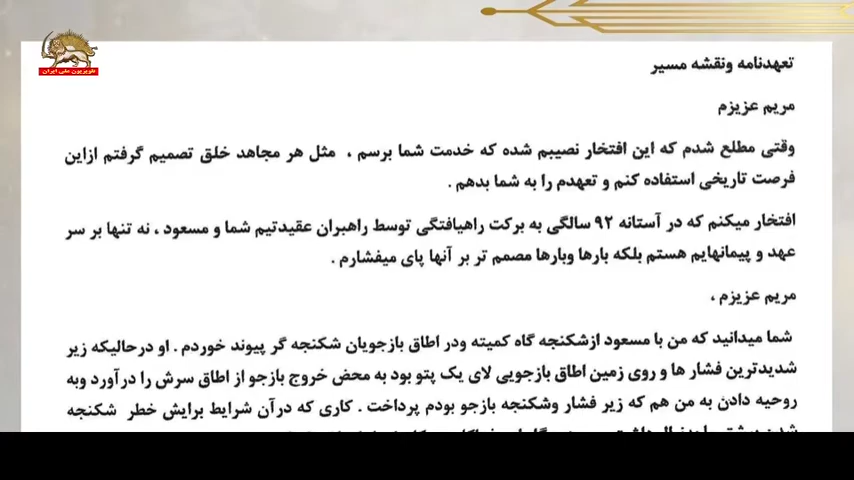 تلویزیون ملی ایران
تعهدنامه ونقشه مسیر
مریم عزیزم
وقتی مطلع شدم که این افتخار نصیبم شده که خدمت شما برسم ، مثل هر مجاهد خلق تصمیم گرفتم ازاین
فرصت تاریخی استفاده کنم و تعهدم را به شما بدهم .
افتخار میکنم که در آستانه ۹۲ سالگی به برکت راهیافتگی توسط راهبران عقیدتیم شما و مسعود ، نه تنها بر سر
عهد و پیمانهایم هستم بلکه بارها وبارها مصمم تر بر آنها پای میفشارم .
مریم عزیزم ،
شما میدانید که من با مسعود ازشکنجه گاه کمیته ودر اطاق بازجویان شکنجه گر پیوند خوردم . او درحالیکه زیر
شدیدترین فشار ها و روی زمین اطاق بازجویی لای یک پتو بود به محض خروج بازجو از اطاق سرش را درآورد وبه
روحیه دادن به من هم که زیر فشار وشکنجه بازجو بودم پرداخت . کاری که درآن شرایط برایش خطر شکنجه